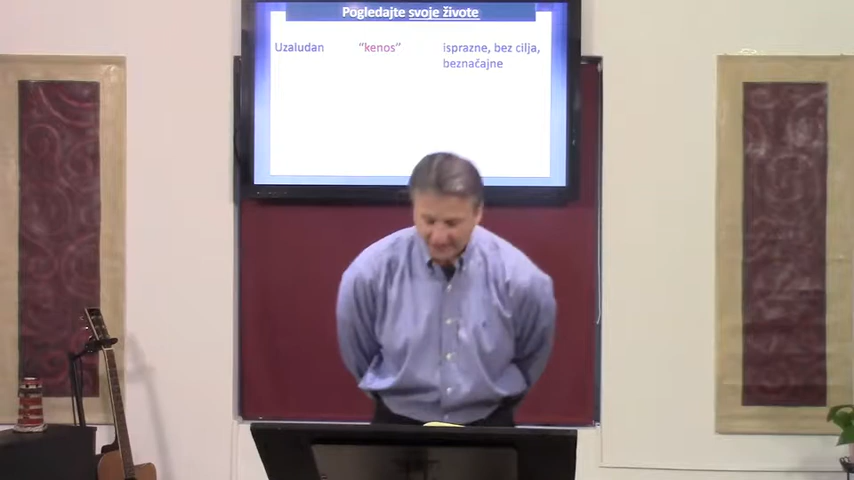 Pogledajte svoje živote
Uzaludan "kenos" isprazne, bez cilja,
beznačajne